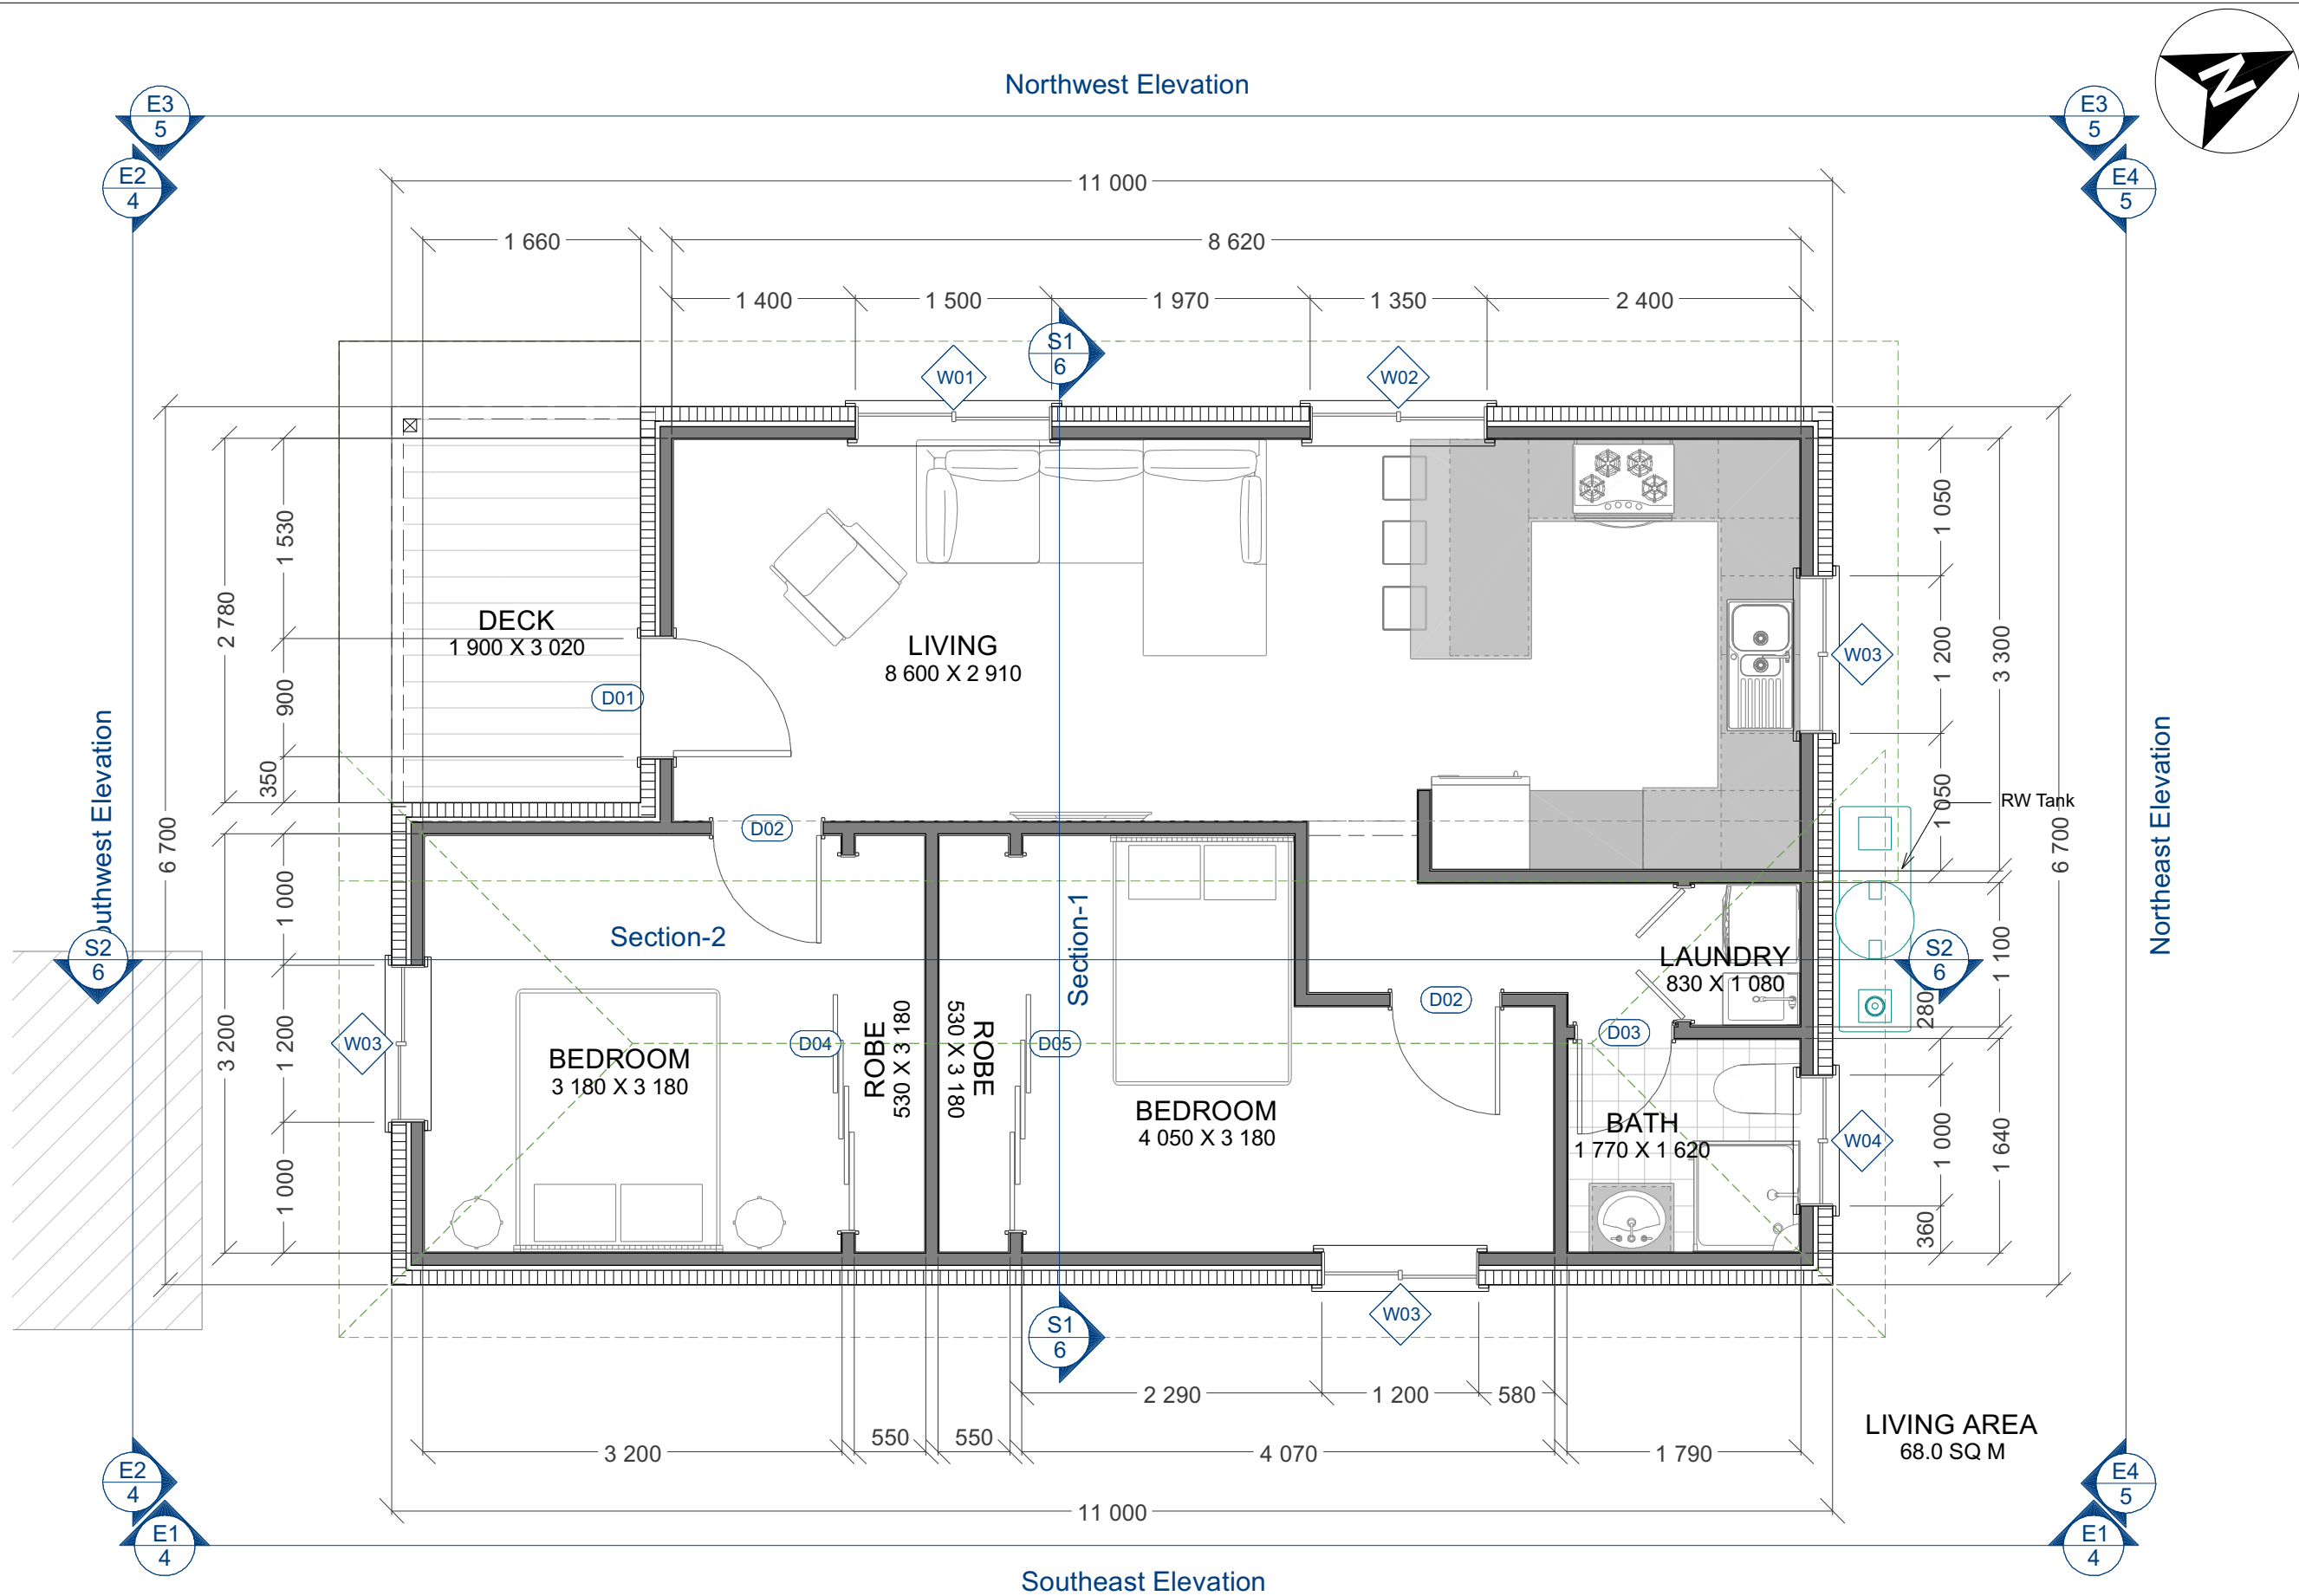 Northwest Elevation
N
E3
5
E3
5
E2
4
E4
5
11 000
1 660
8 620
1 400
1 500
1 970
1 350
2 400
S1
6
W01
W02
1 050
1 530
2 780
DECK
1 900 X 3 020
LIVING
8 600 X 2 910
1 200
3 300
W03
D01
900
350
6 700
D02
1 050
RW Tank
6 700
Southwest Elevation
Northeast Elevation
1 000
Section-2
Section-1
S2
6
S2
6
LAUNDRY
830 X 1 080
1 100
280
D02
D03
W03
1 200
3 200
BEDROOM
3 180 X 3 180
D04
ROBE
530 X 3 180
ROBE
530 X 3 180
D05
BEDROOM
4 050 X 3 180
BATH
1 770 X 1 620
W04
1 000
1 640
1 000
360
W03
S1
6
2 290
1 200
580
3 200
550
550
4 070
1 790
LIVING AREA
68.0 SQ M
E2
4
E4
5
11 000
E1
4
E1
4
Southeast Elevation